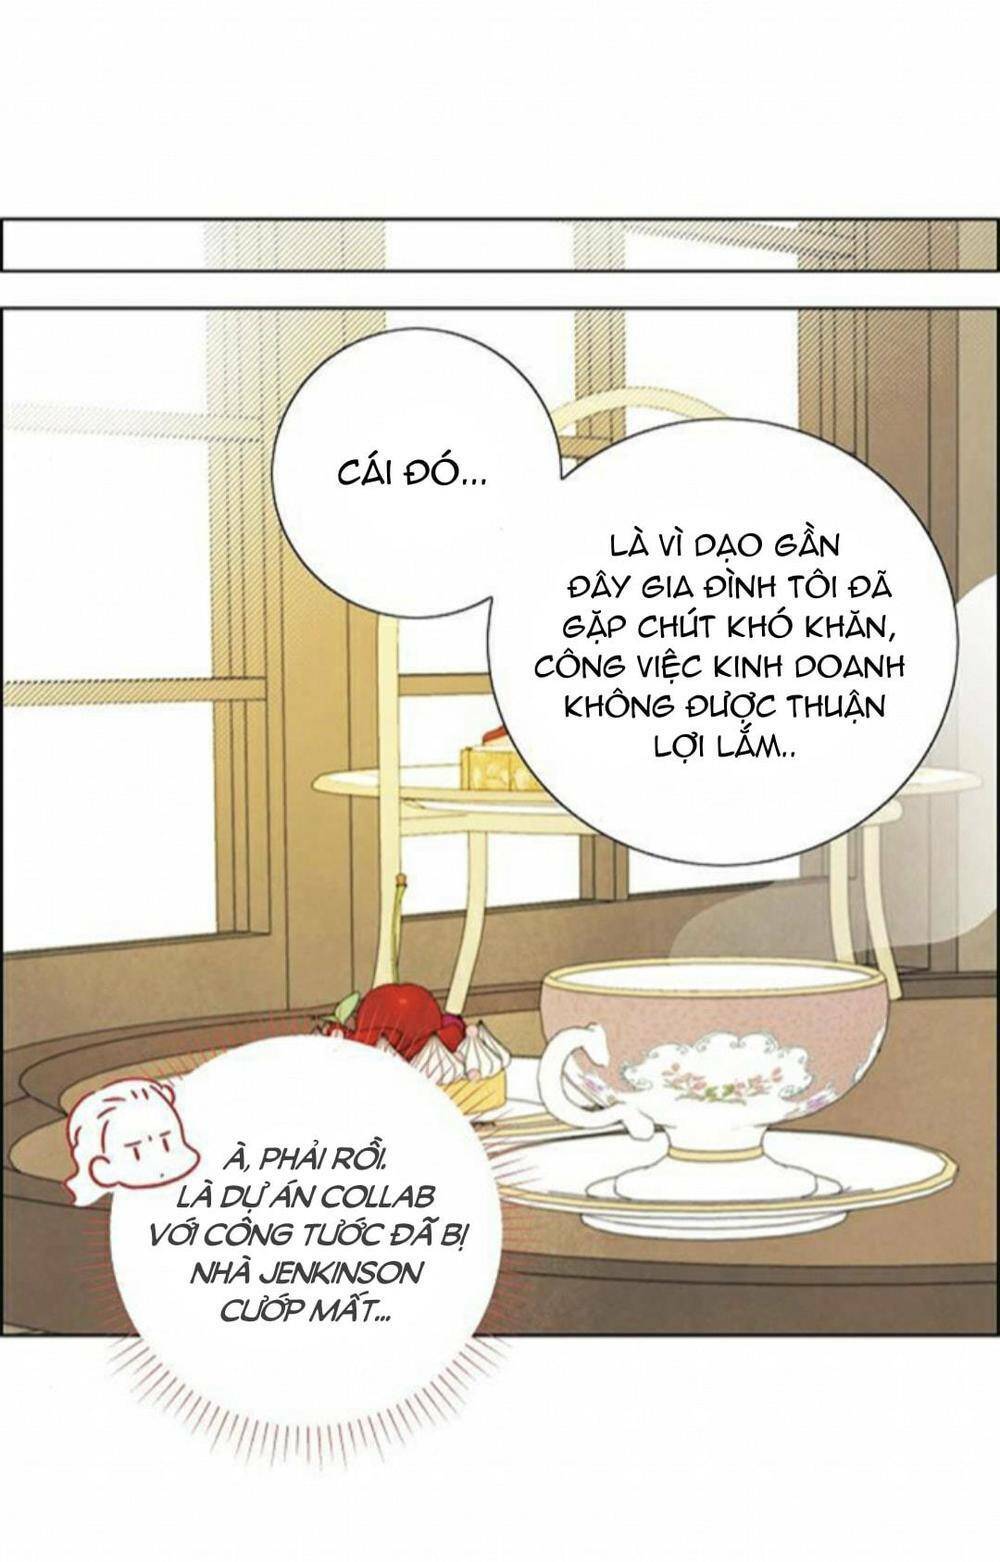 CÁI ĐÓ...
LÀ VÌ DẠO GẦN
ĐÂY GIA ĐÌNH TÔI ĐÃ
GẶP CHÚT KHÓ KHĂN,
CÔNG VIỆC KINH DOANH
KHÔNG ĐƯỢC THUẬN
LỢI LẮM..
À, PHẢI RỒI.
LÀ DỰ ÁN COLLAB
VỚI CÔNG TƯỚC ĐÃ BỊ
NHÀ JENKINSON
CƯỚP MẤT...